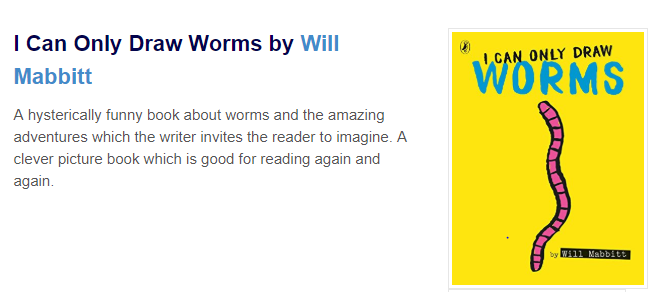 I Can Only Draw Worms by Will
Mabbitt
A hysterically funny book about worms and the amazing
adventures which the writer invites the reader to imagine. A
clever picture book which is good for reading again and
again.
I CAN ONLY DRAW
WORMS
by Will Mabbitt